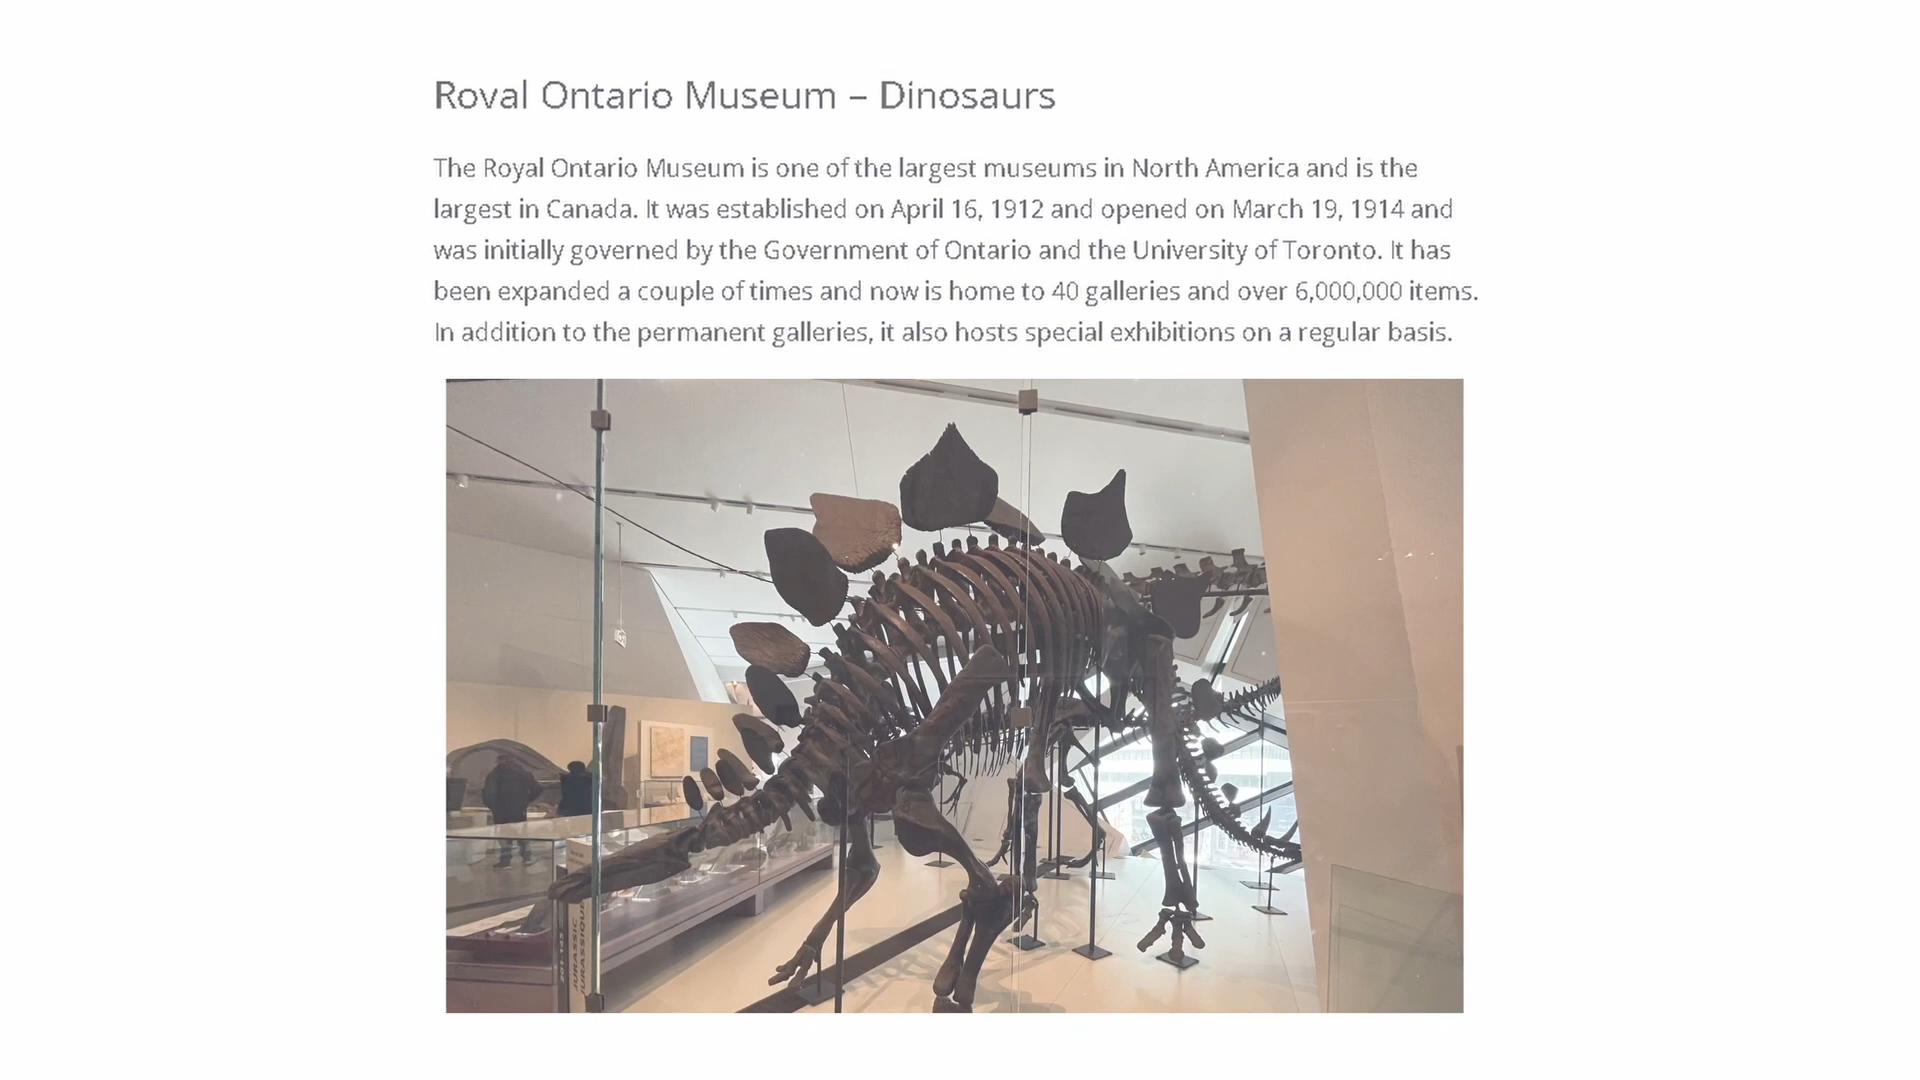 Roval Ontario Museum – Dinosaurs
The Royal Ontario Museum is one of the largest museums in North America and is the
largest in Canada. It was established on April 16, 1912 and opened on March 19, 1914 and
was initially governed by the Government of Ontario and the University of Toronto. It has
been expanded a couple of times and now is home to 40 galleries and over 6,000,000 items.
In addition to the permanent galleries, it also hosts special exhibitions on a regular basis.
JURASSIC
JURASSIQUE